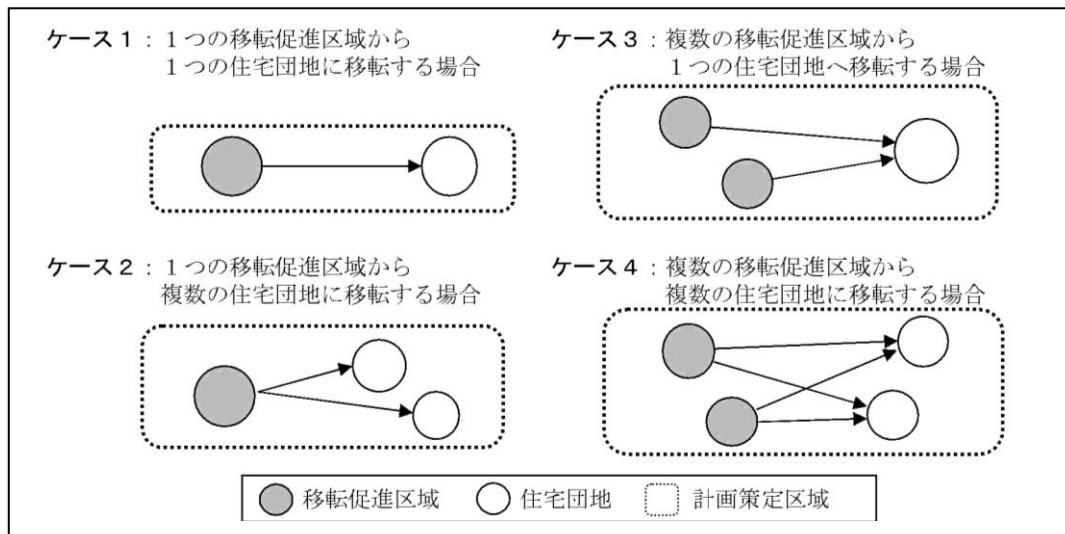 ケース1：1つの移転促進区域から
1つの住宅団地に移転する場合
ケース2：1つの移転促進区域から
複数の住宅団地に移転する場合
ケース3：複数の移転促進区域から
1つの住宅団地へ移転する場合
ケース4：複数の移転促進区域から
複数の住宅団地に移転する場合
移転促進区域 住宅団地 計画策定区域